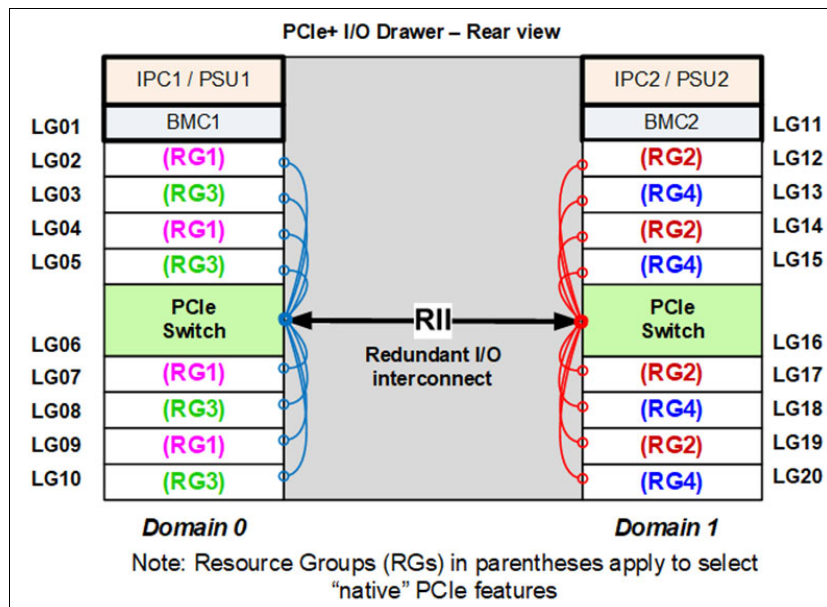 PCIe+ I/O Drawer – Rear view
IPC1 / PSU1
IPC2 / PSU2
LG01
BMC1
BMC2
LG11
LG02
(RG1)
(RG2)
LG12
LG03
(RG3)
(RG4)
LG13
LG04
(RG1)
(RG2)
LG14
LG05
(RG3)
(RG4)
LG15
PCIe
Switch
RII
PCIe
Switch
LG06
Redundant I/O
interconnect
LG16
LG07
(RG1)
(RG2)
LG17
LG08
(RG3)
(RG4)
LG18
LG09
(RG1)
(RG2)
LG19
LG10
(RG3)
(RG4)
LG20
Domain 0
Domain 1
Note: Resource Groups (RGs) in parentheses apply to select
“native” PCIe features